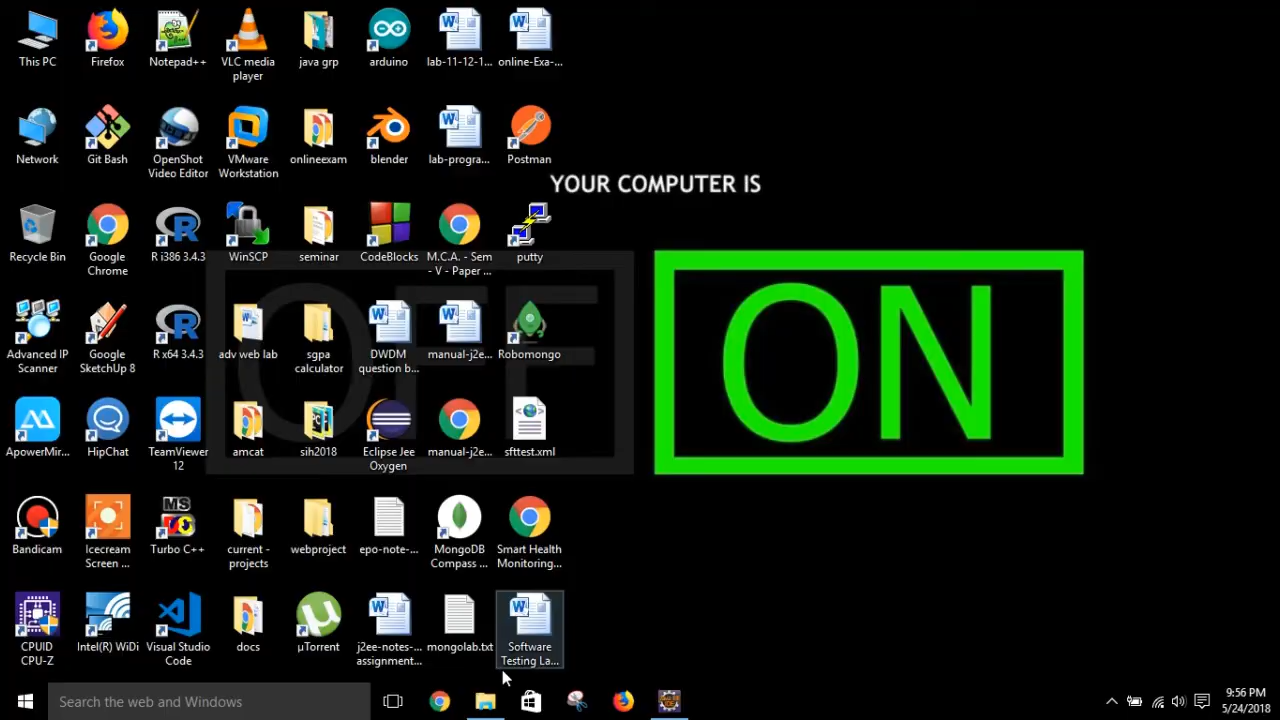 This PC
Firefox
Notepad++
VLC media
player
java grp
arduino
lab-11-12-1...
online-Exa-...
Network
Git Bash
OpenShot
Video Editor
VMware
Workstation
onlineexam
blender
lab-progra...
Postman
YOUR COMPUTER IS
Recycle Bin
Google
Chrome
R i386 3.4.3
WinSCP
seminar
CodeBlocks
M.C.A. - Sem
- V - Paper ...
putty
OFF
ON
Advanced IP
Scanner
Google
SketchUp 8
R x64 3.4.3
adv web lab
sgpa
calculator
DWDM
question b...
manual-j2e...
Robomongo
ApowerMir...
HipChat
TeamViewer
12
amcat
sih2018
Eclipse Jee
Oxygen
manual-j2e...
sfttest.xml
MS
Bandicam
Icecream
Screen ...
Turbo C++
current -
projects
webproject
epo-note-...
MongoDB
Compass ...
Smart Health
Monitoring...
CPUID
CPU-Z
Intel(R) WiDi
Visual Studio
Code
docs
µTorrent
j2ee-notes-...
assignment...
mongolab.txt
Software
Testing La...
Search the web and Windows
9:56 PM
5/24/2018